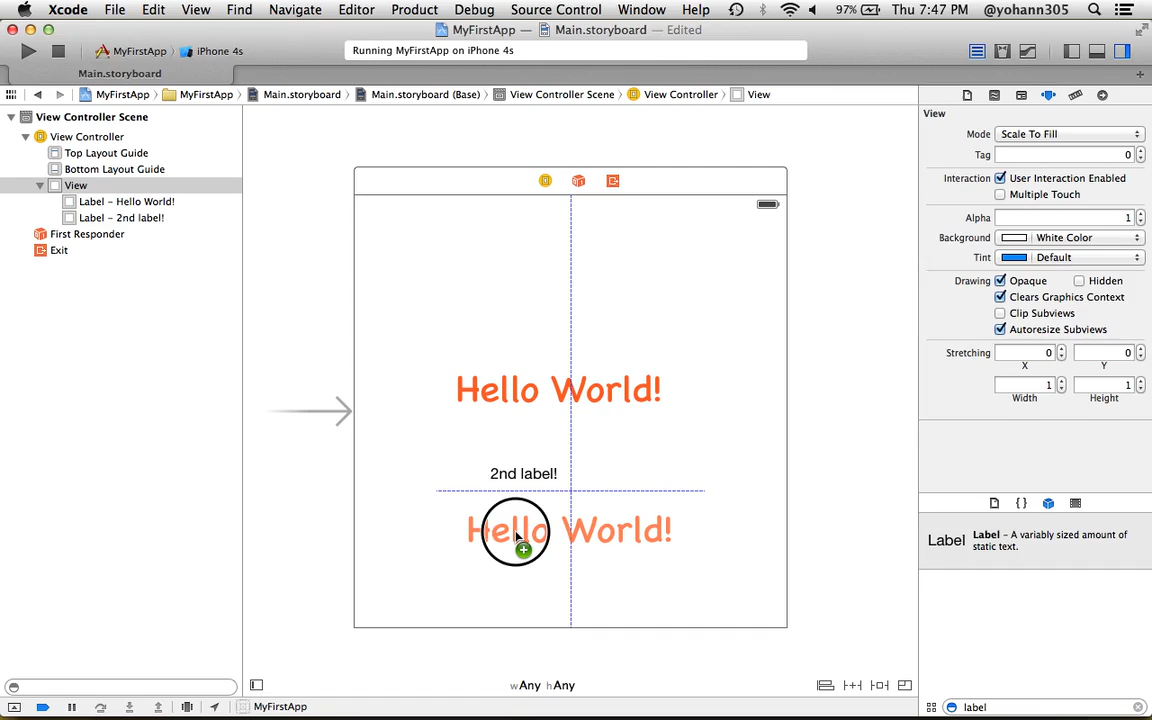 Xcode File Edit View Find Navigate Editor Product Debug Source Control Window Help 97% Thu 7:47 PM @yohann305
MyFirstApp — Main.storyboard — Edited
MyFirstApp › iPhone 4s
Running MyFirstApp on iPhone 4s
Main.storyboard
MyFirstApp MyFirstApp Main.storyboard Main.storyboard (Base) View Controller Scene View Controller View
View Controller Scene
View Controller
Top Layout Guide
Bottom Layout Guide
View
Label – Hello World!
Label – 2nd label!
First Responder
Exit
Hello World!
2nd label!
Hello World!
wAny hAny
MyFirstApp
View
Mode Scale To Fill
Tag 0
Interaction User Interaction Enabled
Multiple Touch
Alpha 1
Background White Color
Tint Default
Drawing Opaque Hidden
Clears Graphics Context
Clip Subviews
Autoresize Subviews
Stretching 0 0
X Y
1 1
Width Height
{ }
Label Label – A variably sized amount of
static text.
label